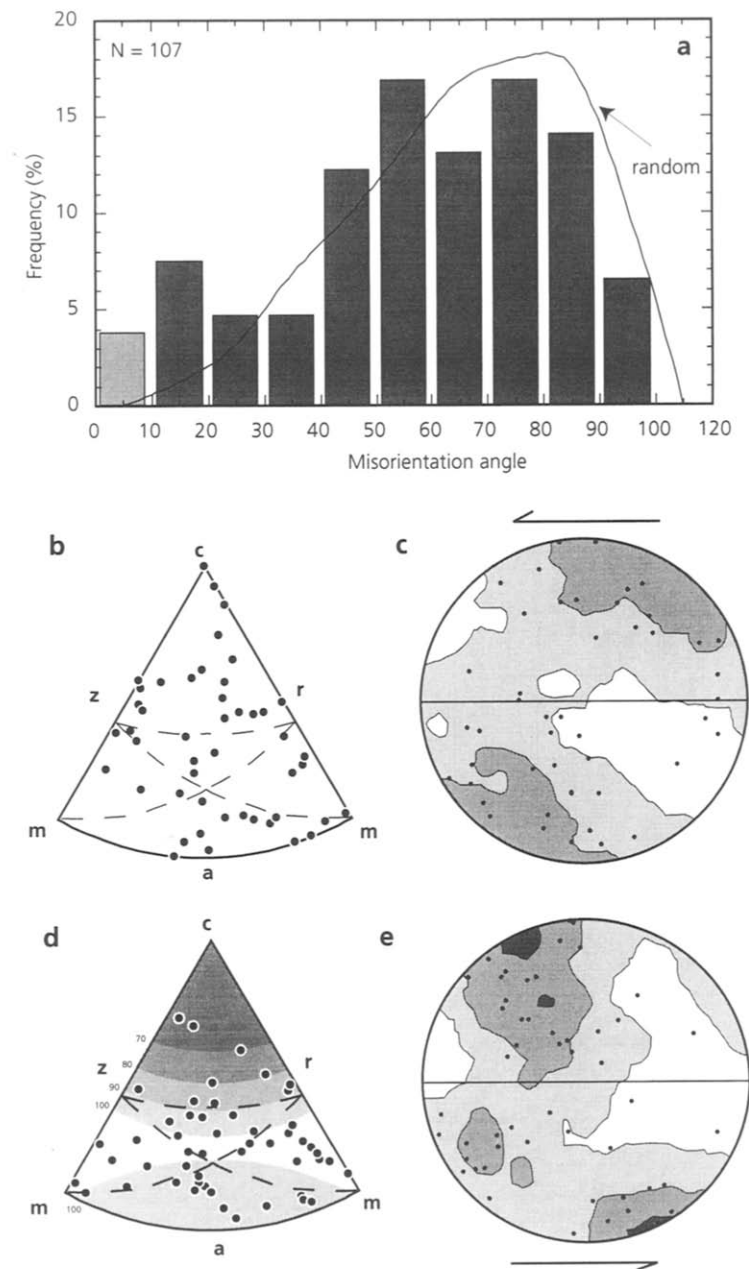 20
N = 107
a
15
10
5
0
Frequency (%)
random
0 10 20 30 40 50 60 70 80 90 100 110 120
Misorientation angle
b
c
c
z
r
m
m
a
d
c
e
70
80
z
r
90
100
m
100
m
a